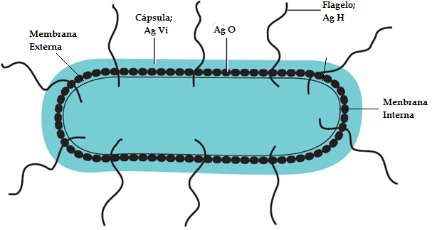 Membrana
Externa
Cápsula;
Ag Vi
Ag O
Flagelo;
Ag H
Menbrana
Interna